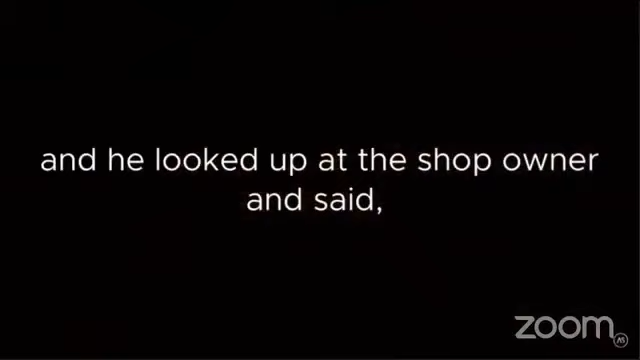 and he looked up at the shop owner
and said,
zoom